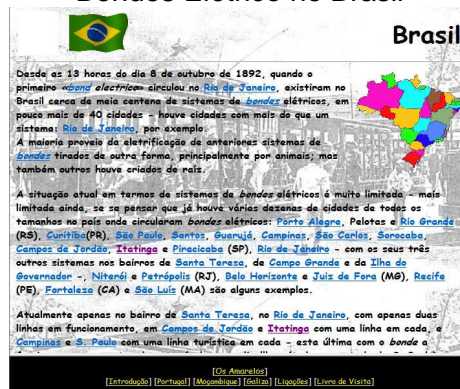 Bondes Elétrico no Brasil
Brasil
Desde as 13 horas do dia 8 de outubro de 1892, quando o
primeiro «bond electrico» circulou no Rio de Janeiro, existiram no
Brasil cerca de meia centena de sistemas de bondes elétricos, em
pouco mais de 40 cidades - houve cidades com mais do que um
sistema: Rio de Janeiro, por exemplo.
A maioria proveio da eletrificação de anteriores sistemas de
bondes tirados de outra forma, principalmente por animais; mas
também outros houve criados de raís.
A situação atual em termos de sistemas de bondes elétricos é muito limitada - mais
limitada ainda, se se pensar que já houve várias dezenas de cidades de todos os
tamanhos no país onde circularam bondes elétricos: Porto Alegre, Pelotas e Rio Grande
(RS), Curitiba(PR), São Paulo, Santos, Guarujá, Campinas, São Carlos, Sorocaba,
Campos de Jordão, Itatinga e Piracicaba (SP), Rio de Janeiro - com os seus três
outros sistemas nos bairros de Santa Teresa, de Campo Grande e da Ilha do
Governador -, Niterói e Petrópolis (RJ), Belo Horizonte e Juiz de Fora (MG), Recife
(PE), Fortaleza (CA) e São Luís (MA) são alguns exemplos.
Atualmente apenas no bairro de Santa Teresa, no Rio de Janeiro, com apenas duas
linhas em funcionamento, em Campos de Jordão e Itatinga com uma linha em cada, e
Campinas e S. Paulo com uma linha turística em cada - esta última com o bonde a
[Os Amarelos]
[Introdução] [Portugal] [Moçambique] [Galiza] [Ligações] [Livro de Visita]